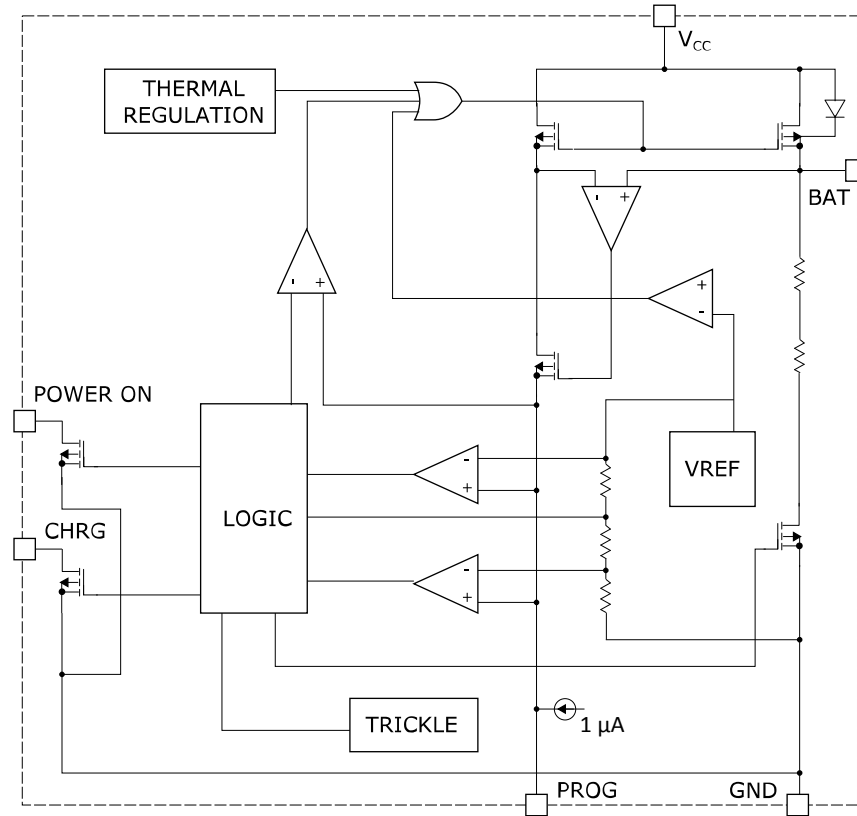 VCC
THERMAL
REGULATION
BAT
- +
- +
+
-
POWER ON
-
+
VREF
LOGIC
CHRG
-
+
TRICKLE
1 µA
PROG
GND